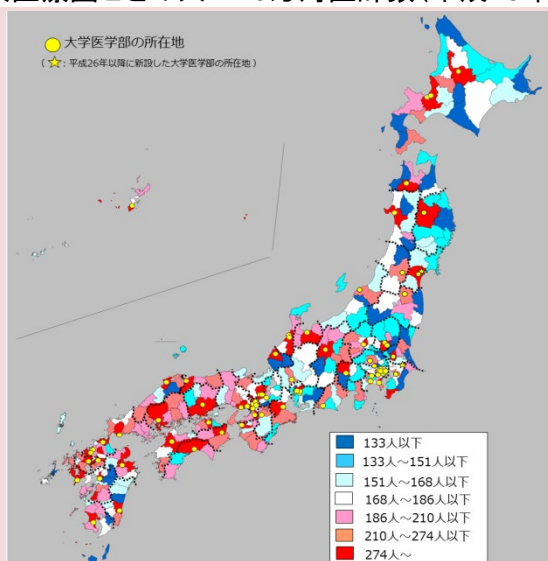 大学医学部の所在地
(☆: 平成26年以降に新設した大学医学部の所在地 )
133人以下
133人～151人以下
151人～168人以下
168人～186人以下
186人～210人以下
210人～274人以下
274人～